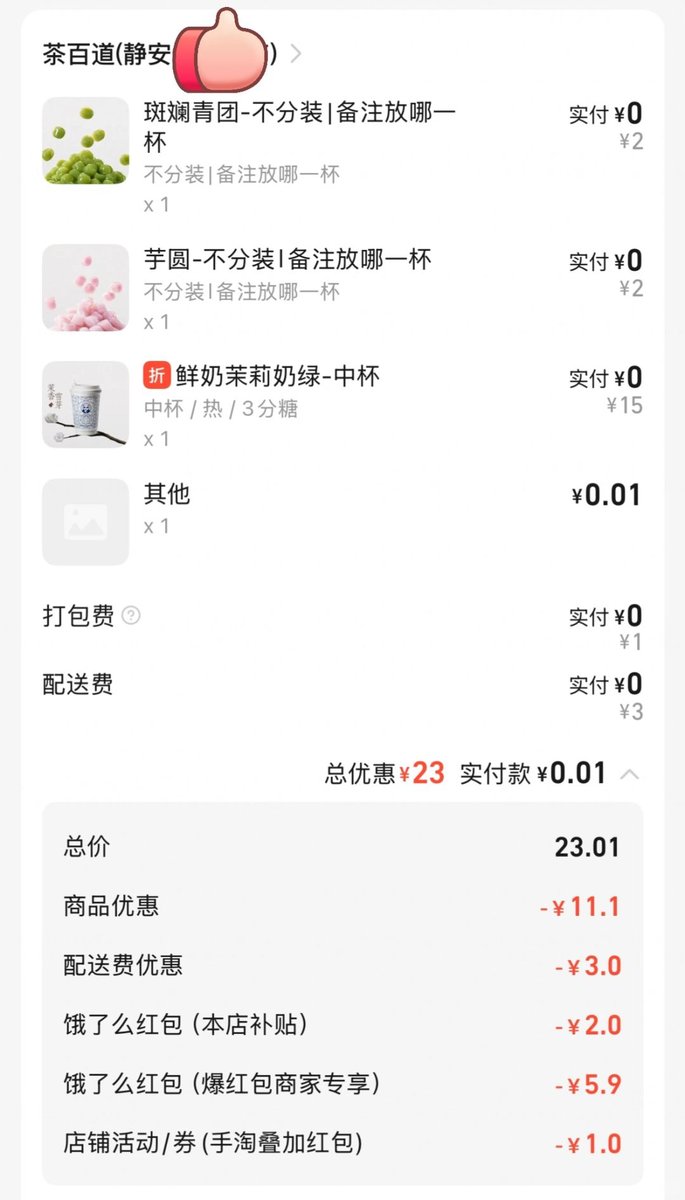 茶百道(静安
)
斑斓青团-不分装|备注放哪一
杯
实付 ¥0
¥2
不分装|备注放哪一杯
x 1
芋圆-不分装|备注放哪一杯
实付 ¥0
¥2
不分装|备注放哪一杯
x 1
折 鲜奶茉莉奶绿-中杯
实付 ¥0
¥15
中杯 / 热 / 3分糖
x 1
其他
¥0.01
x 1
打包费 ?
实付 ¥0
¥1
配送费
实付 ¥0
¥3
总优惠 ¥23 实付款 ¥0.01
总价 23.01
商品优惠 -¥11.1
配送费优惠 -¥3.0
饿了么红包 (本店补贴) -¥2.0
饿了么红包 (爆红包商家专享) -¥5.9
店铺活动/券 (手淘叠加红包) -¥1.0